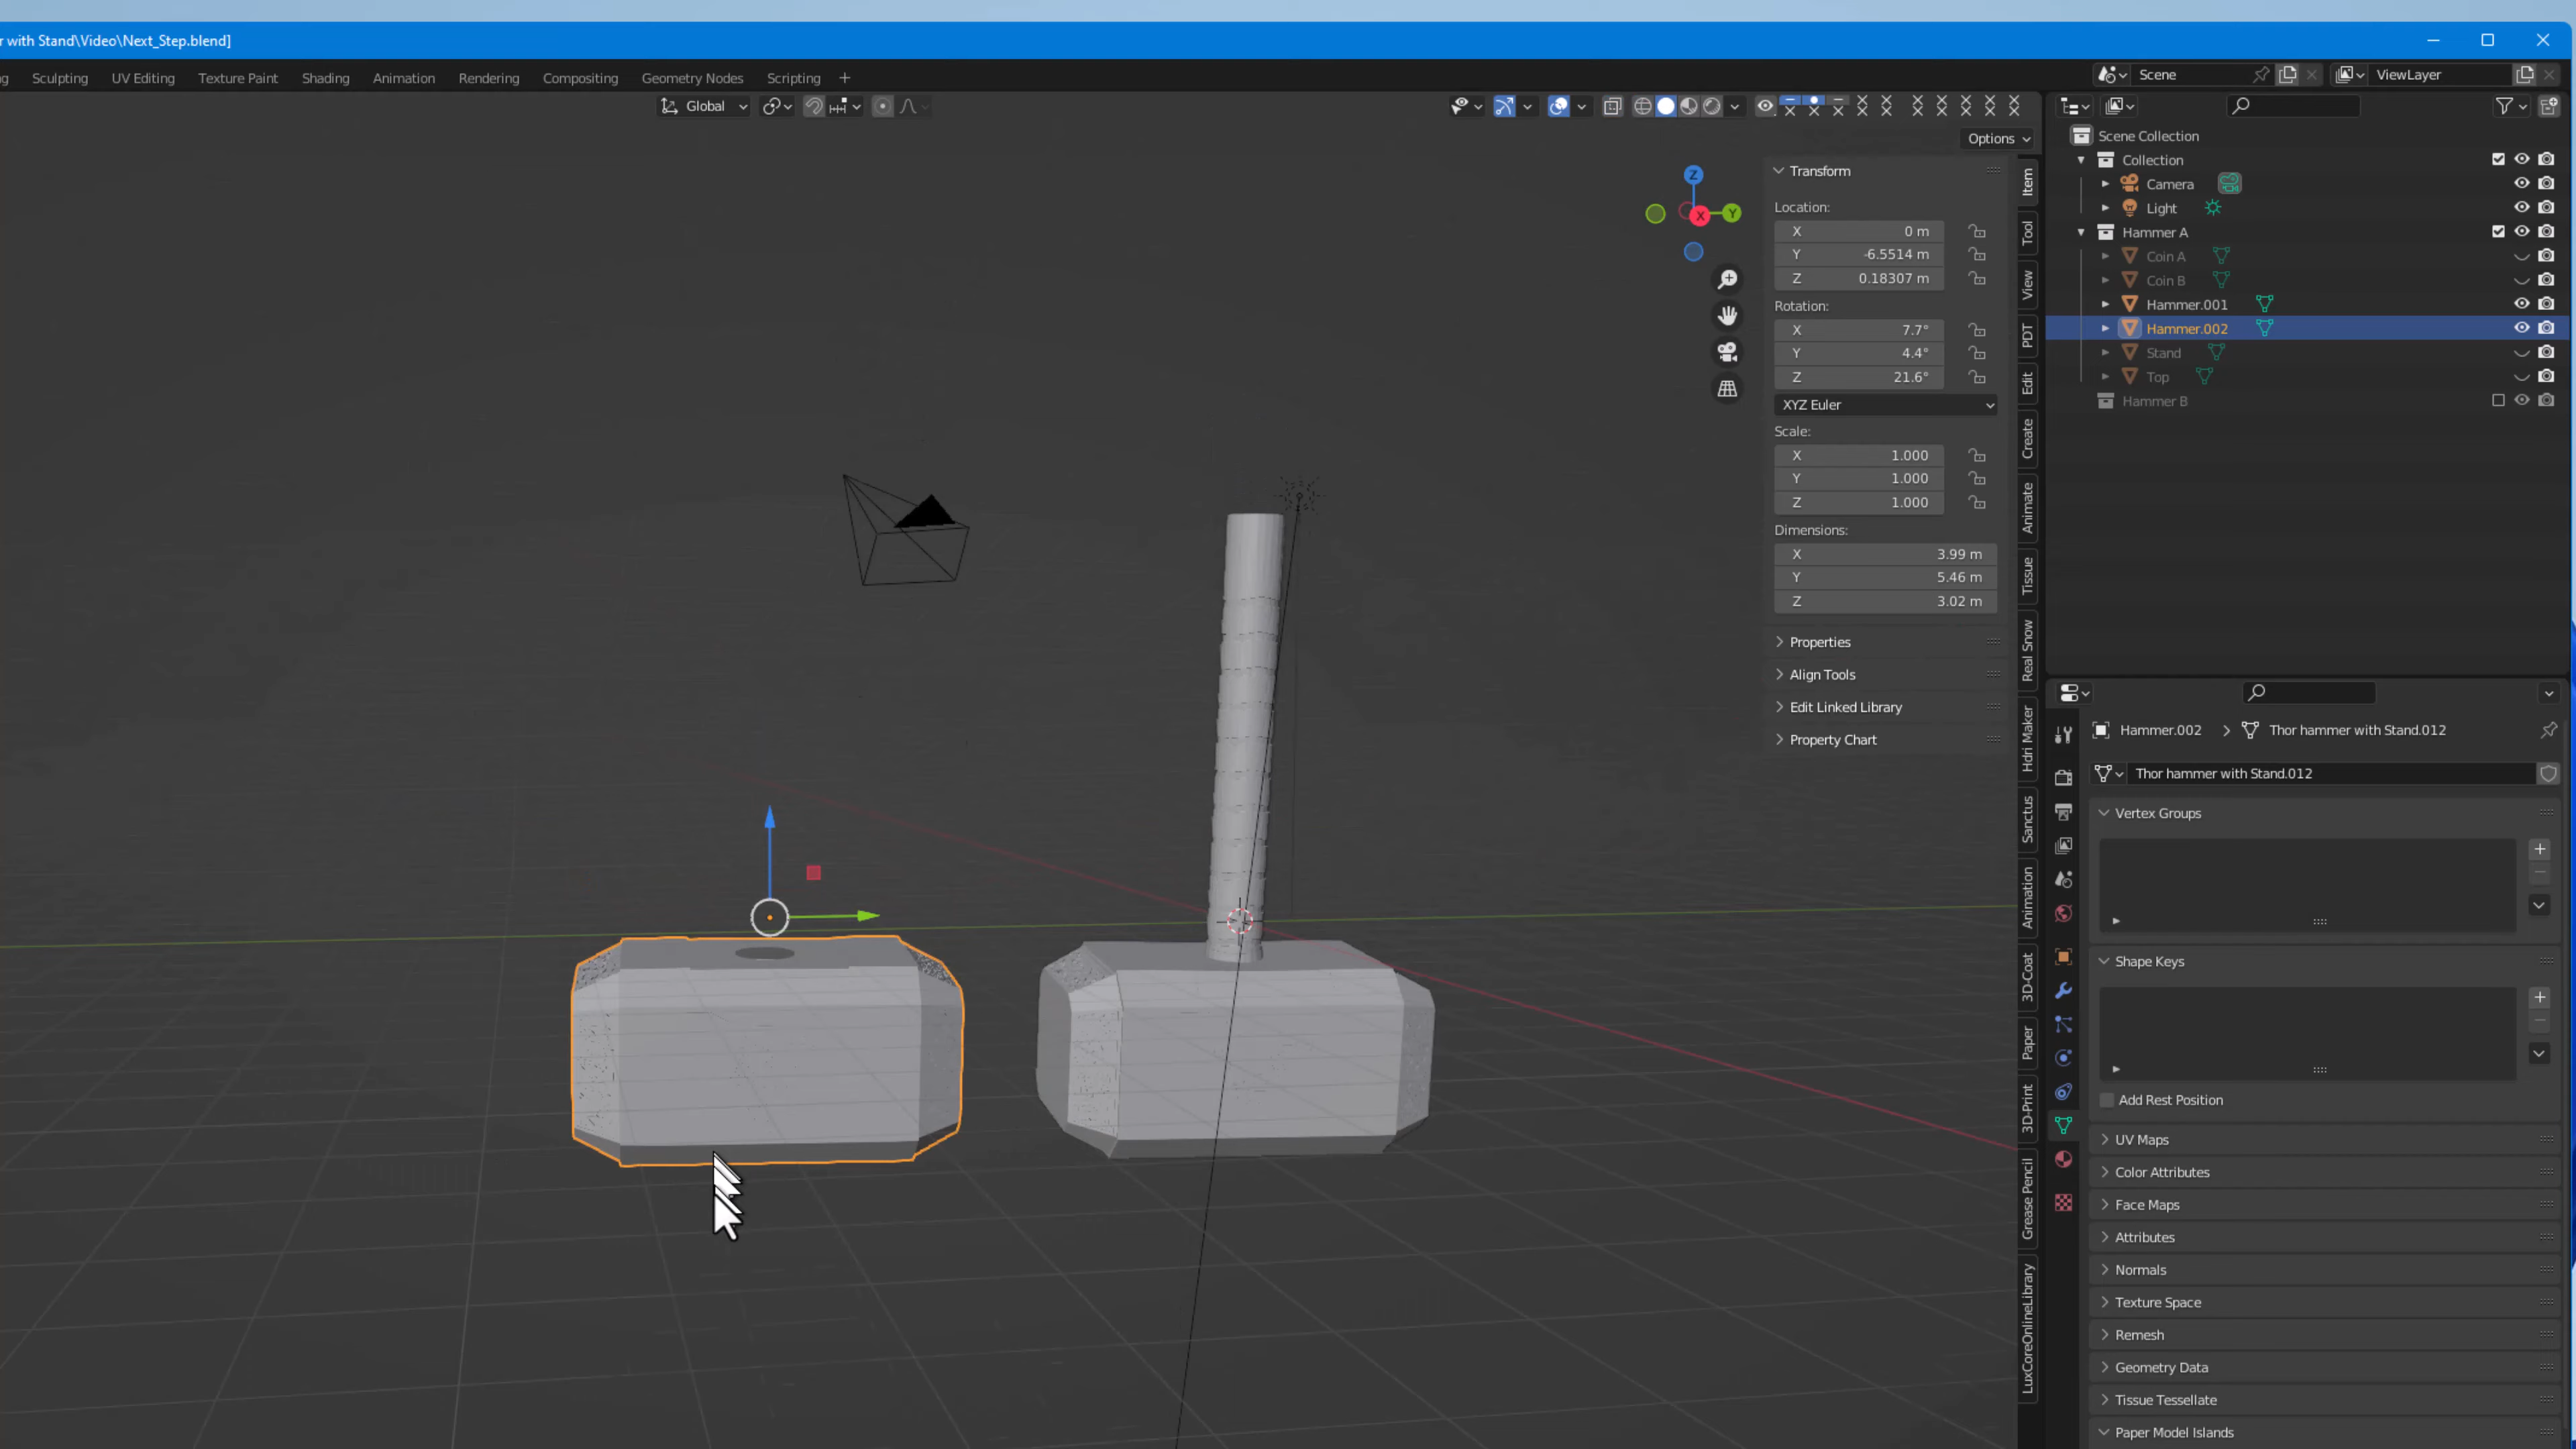 r with Stand\Video\Next_Step.blend]
g Sculpting UV Editing Texture Paint Shading Animation Rendering Compositing Geometry Nodes Scripting +
Scene
ViewLayer
Global
Options
Z
X
Y
Transform
Location:
X 0 m
Y -6.5514 m
Z 0.18307 m
Rotation:
X 7.7°
Y 4.4°
Z 21.6°
XYZ Euler
Scale:
X 1.000
Y 1.000
Z 1.000
Dimensions:
X 3.99 m
Y 5.46 m
Z 3.02 m
Properties
Align Tools
Edit Linked Library
Property Chart
Item
Tool
View
PDT
Edit
Create
Animate
Tissue
Real Snow
Hdri Maker
Sanctus
Animation
3D-Coat
Paper
3D-Print
Grease Pencil
LuxCoreOnlineLibrary
Scene Collection
Collection
Camera
Light
Hammer A
Coin A
Coin B
Hammer.001
Hammer.002
Stand
Top
Hammer B
Hammer.002 > Thor hammer with Stand.012
Thor hammer with Stand.012
Vertex Groups
Shape Keys
Add Rest Position
UV Maps
Color Attributes
Face Maps
Attributes
Normals
Texture Space
Remesh
Geometry Data
Tissue Tessellate
Paper Model Islands